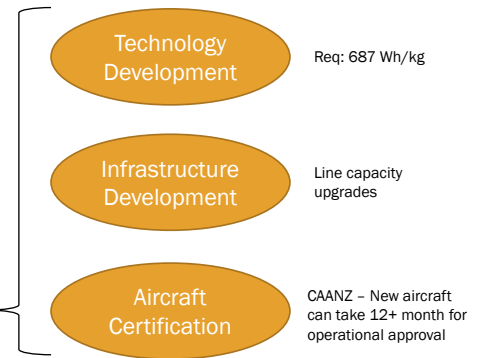 Technology
Development
Req: 687 Wh/kg
Infrastructure
Development
Line capacity
upgrades
Aircraft
Certification
CAANZ – New aircraft
can take 12+ month for
operational approval